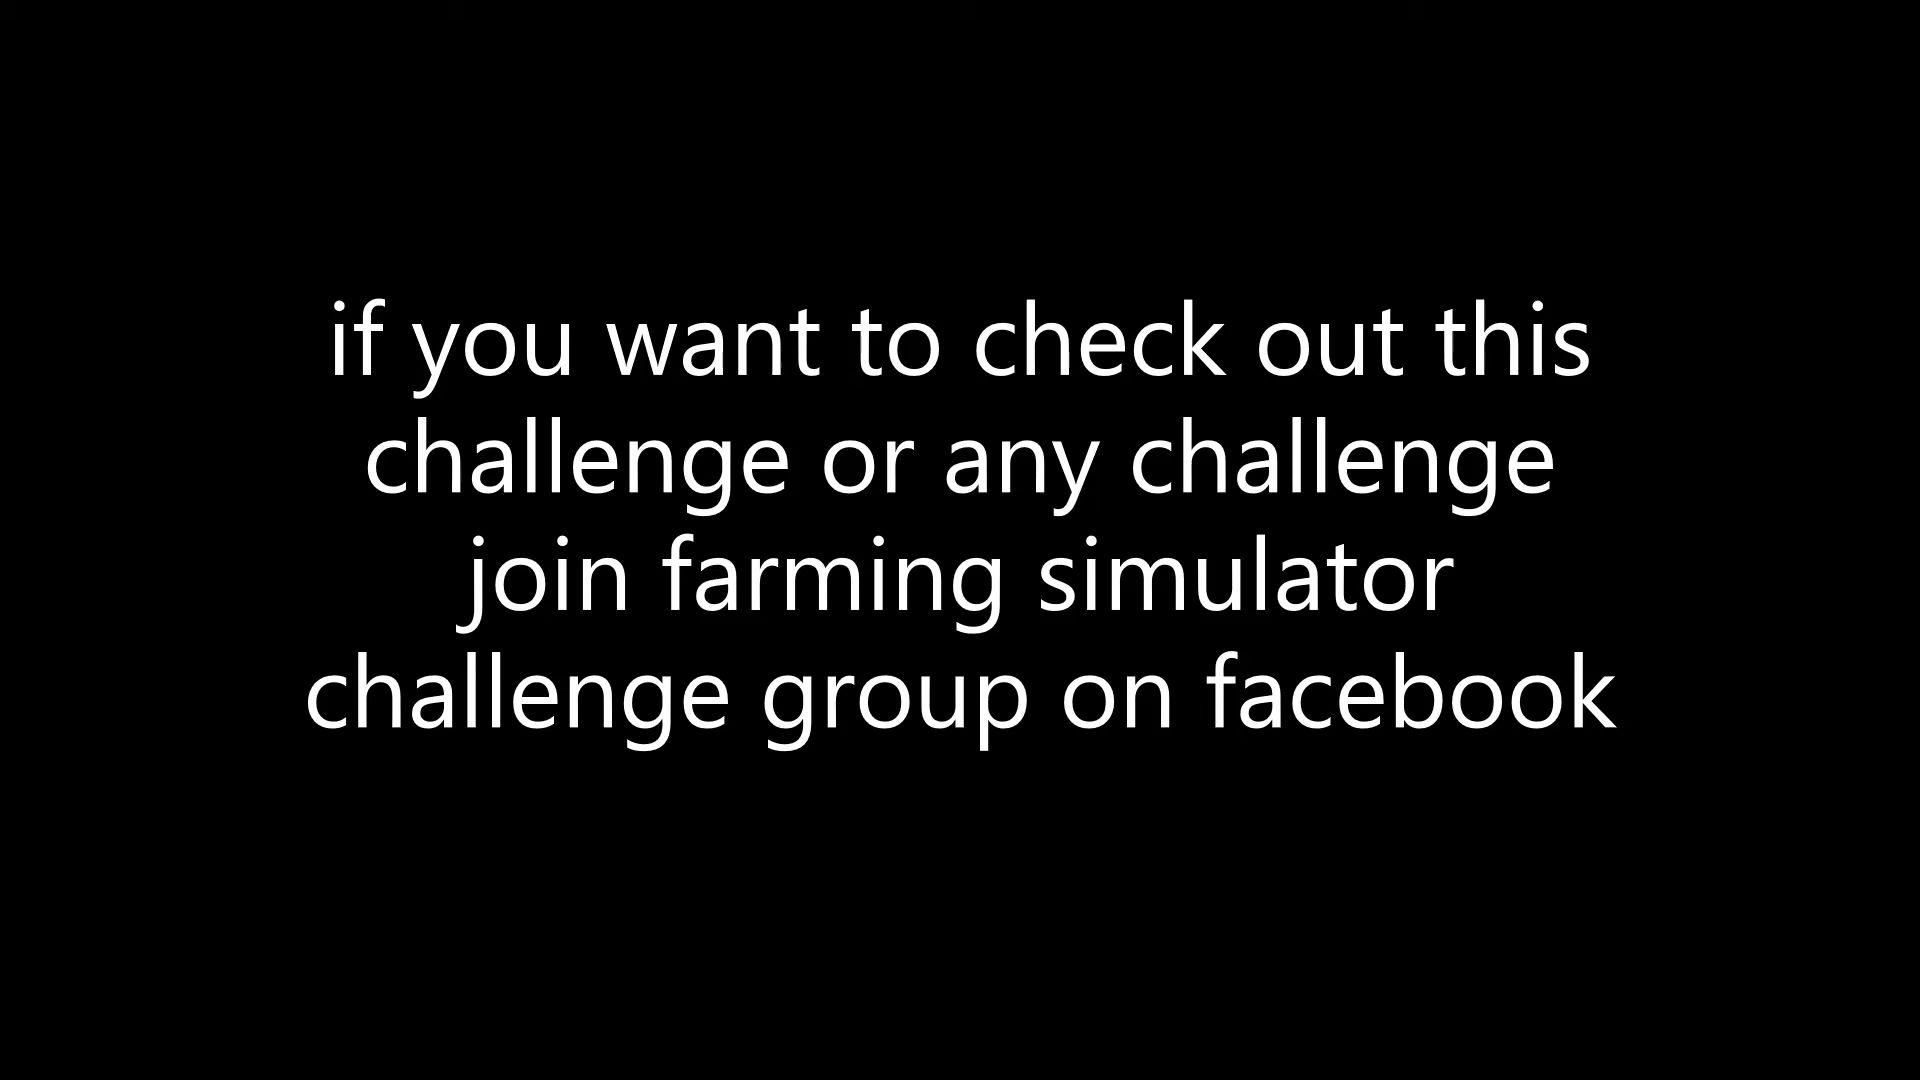 if you want to check out this
challenge or any challenge
join farming simulator
challenge group on facebook